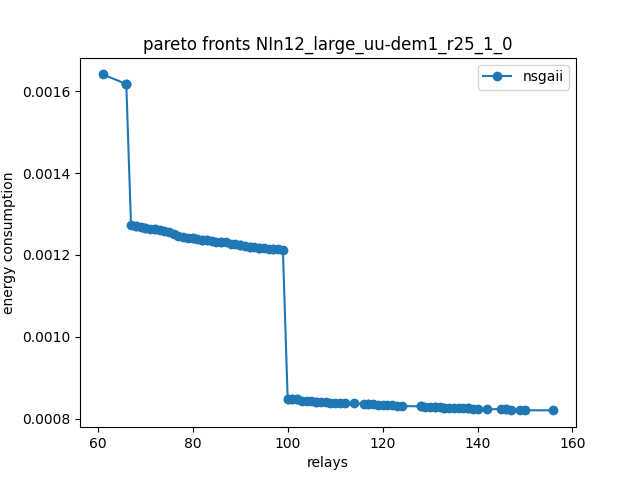 pareto fronts NIn12_large_uu-dem1_r25_1_0
nsgaii
energy consumption
0.0016
0.0014
0.0012
0.0010
0.0008
60 80 100 120 140 160
relays